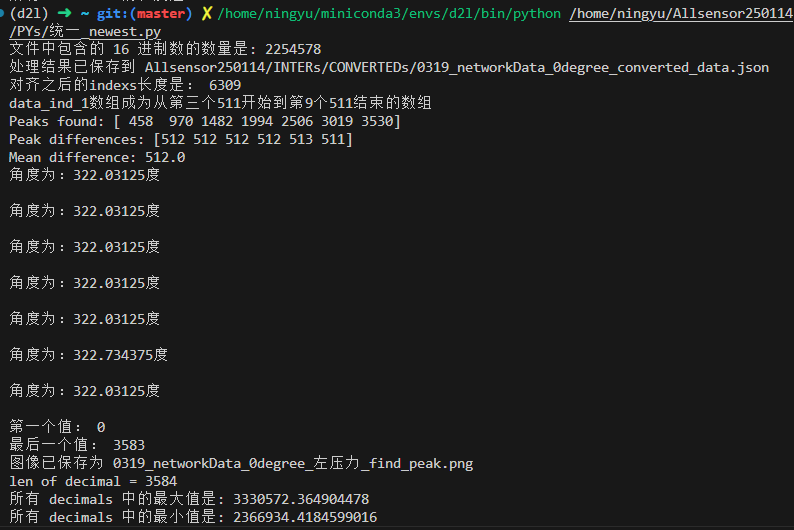 (d2l) ➜ ~ git:(master) ✗ /home/ningyu/miniconda3/envs/d2l/bin/python /home/ningyu/Allsensor250114
/PYs/统一_newest.py
文件中包含的 16 进制数的数量是: 2254578
处理结果已保存到 Allsensor250114/INTERs/CONVERTEDs/0319_networkData_0degree_converted_data.json
对齐之后的indexs长度是: 6309
data_ind_1数组成为从第三个511开始到第9个511结束的数组
Peaks found: [ 458  970 1482 1994 2506 3019 3530]
Peak differences: [512 512 512 512 513 511]
Mean difference: 512.0
角度为：322.03125度
角度为：322.03125度
角度为：322.03125度
角度为：322.03125度
角度为：322.03125度
角度为：322.734375度
角度为：322.03125度
第一个值: 0
最后一个值: 3583
图像已保存为 0319_networkData_0degree_左压力_find_peak.png
len of decimal = 3584
所有 decimals 中的最大值是: 3330572.364904478
所有 decimals 中的最小值是: 2366934.4184599016